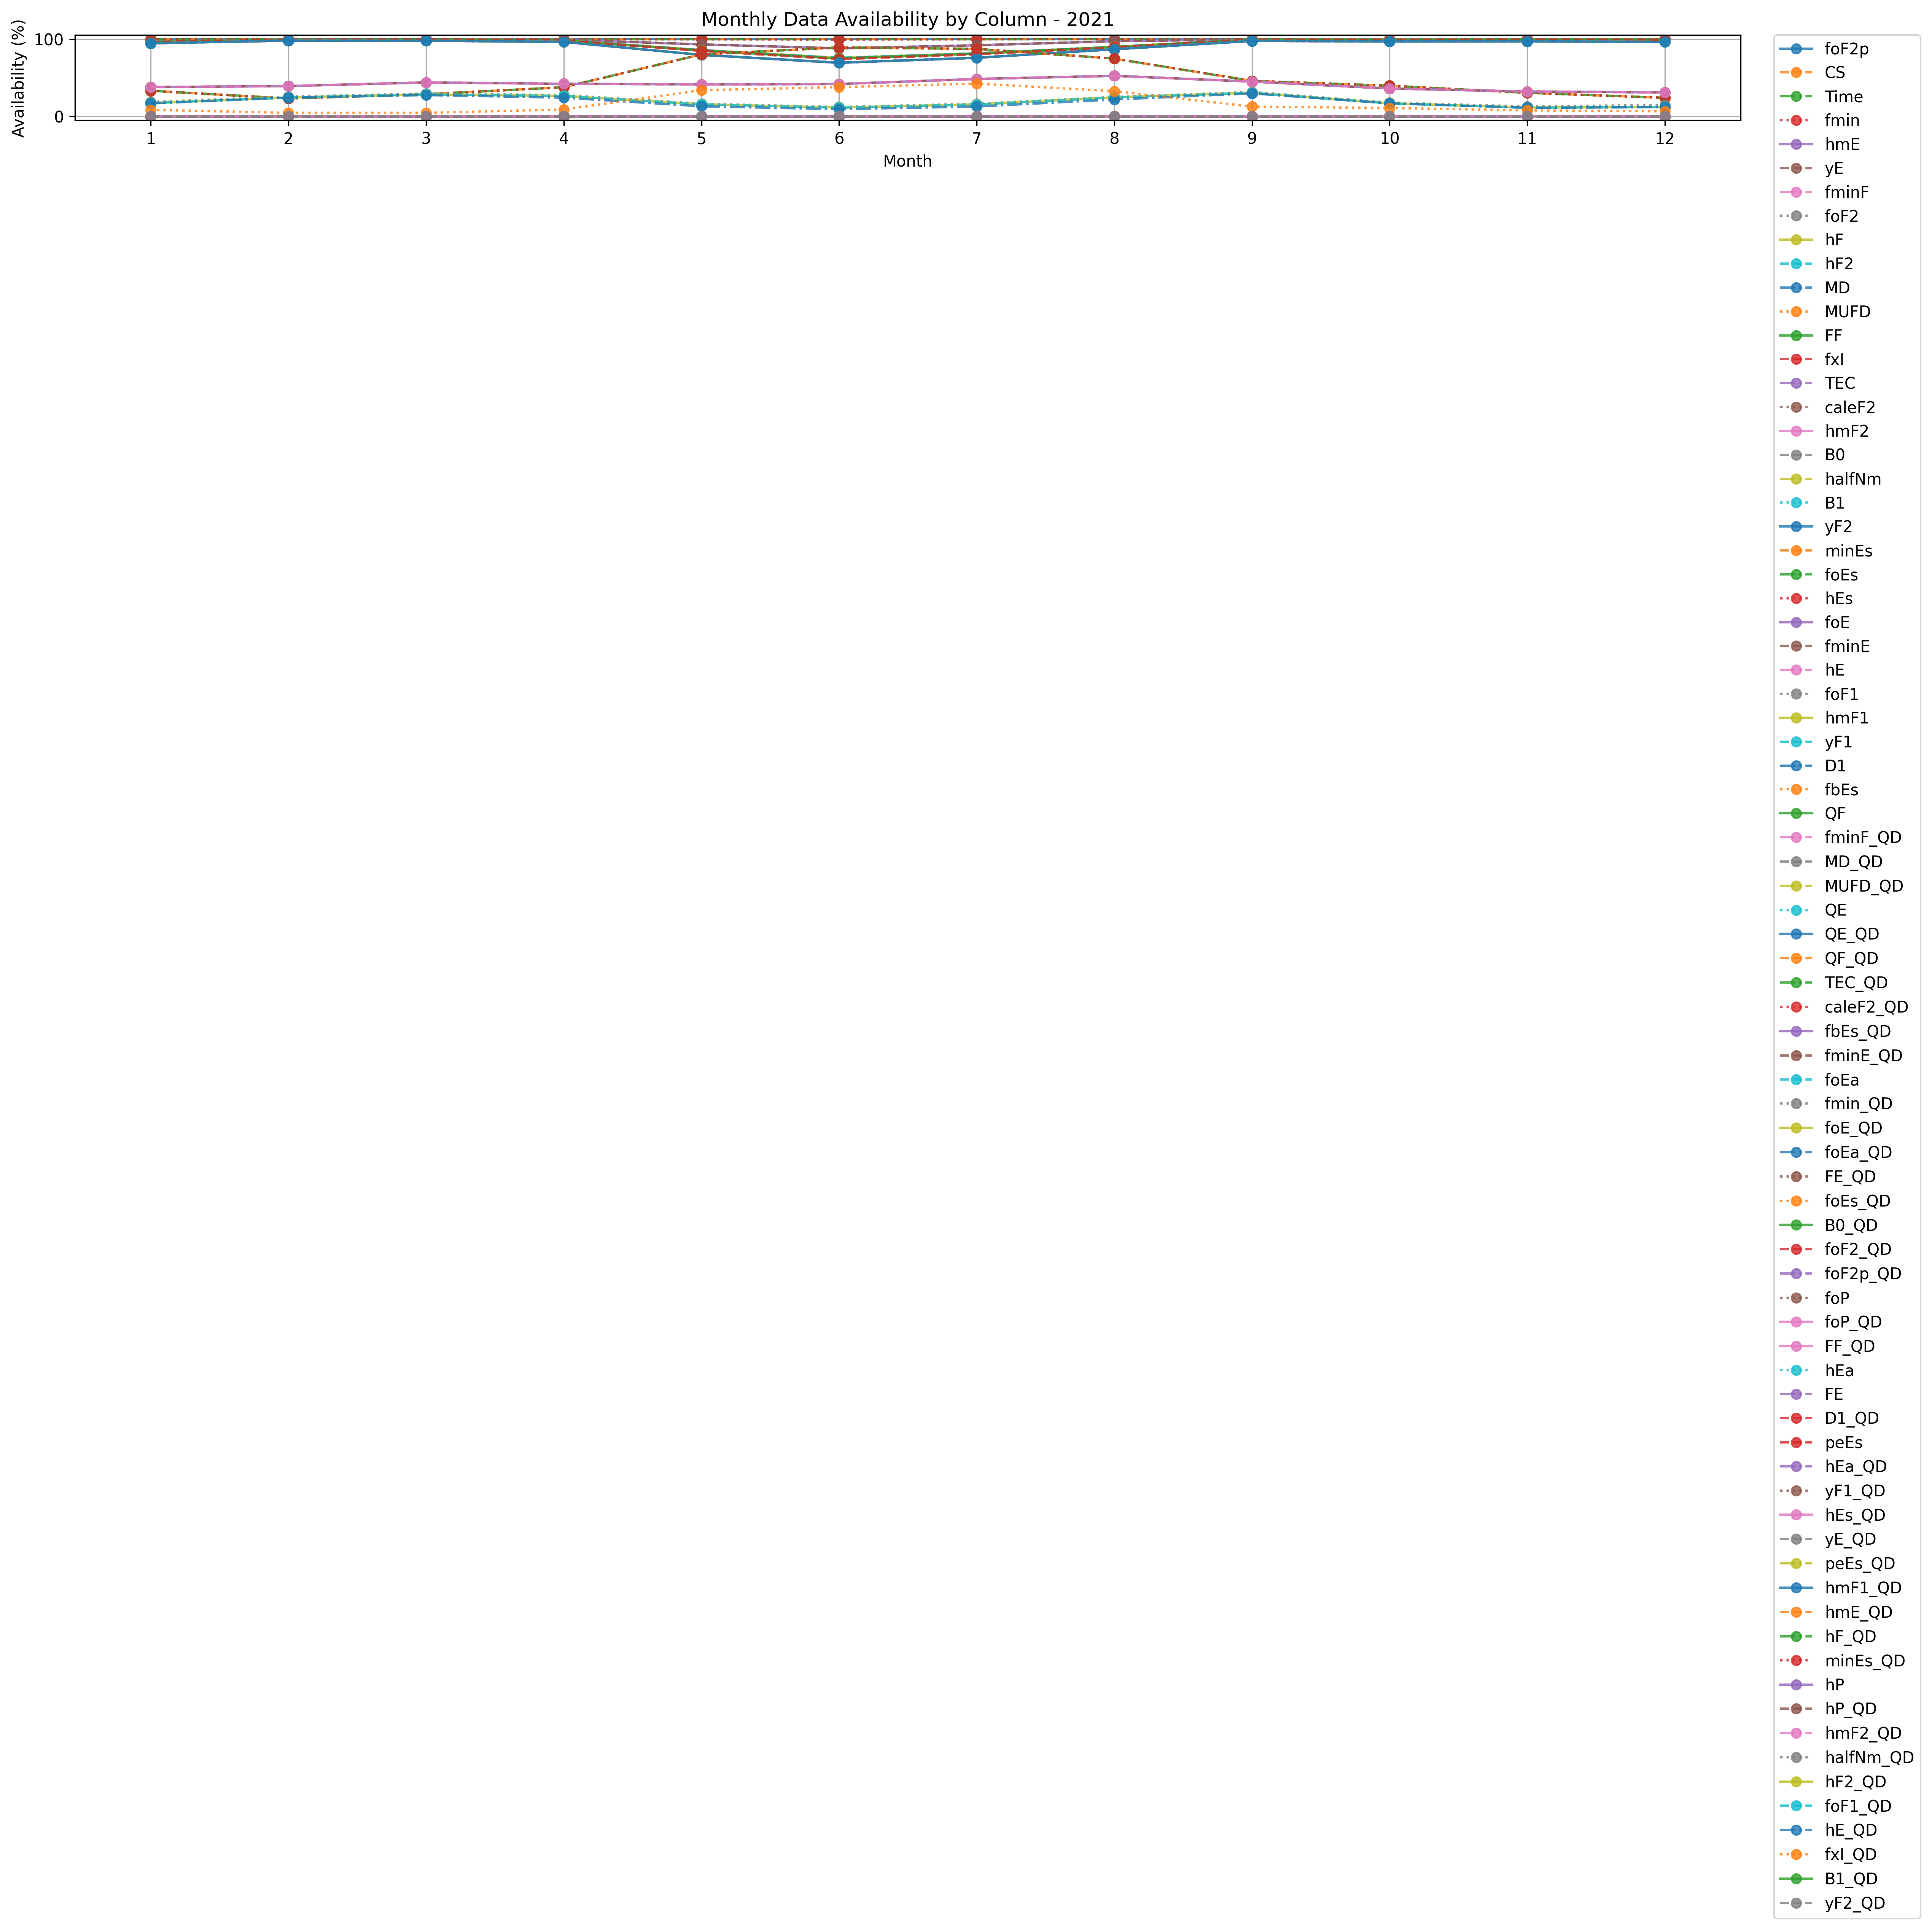 Monthly Data Availability by Column - 2021
Availability (%)
100
0
1 2 3 4 5 6 7 8 9 10 11 12
Month
foF2p
CS
Time
fmin
hmE
yE
fminF
foF2
hF
hF2
MD
MUFD
FF
fxI
TEC
caleF2
hmF2
B0
halfNm
B1
yF2
minEs
foEs
hEs
foE
fminE
hE
foF1
hmF1
yF1
D1
fbEs
QF
fminF_QD
MD_QD
MUFD_QD
QE
QE_QD
QF_QD
TEC_QD
caleF2_QD
fbEs_QD
fminE_QD
foEa
fmin_QD
foE_QD
foEa_QD
FE_QD
foEs_QD
B0_QD
foF2_QD
foF2p_QD
foP
foP_QD
FF_QD
hEa
FE
D1_QD
peEs
hEa_QD
yF1_QD
hEs_QD
yE_QD
peEs_QD
hmF1_QD
hmE_QD
hF_QD
minEs_QD
hP
hP_QD
hmF2_QD
halfNm_QD
hF2_QD
foF1_QD
hE_QD
fxI_QD
B1_QD
yF2_QD